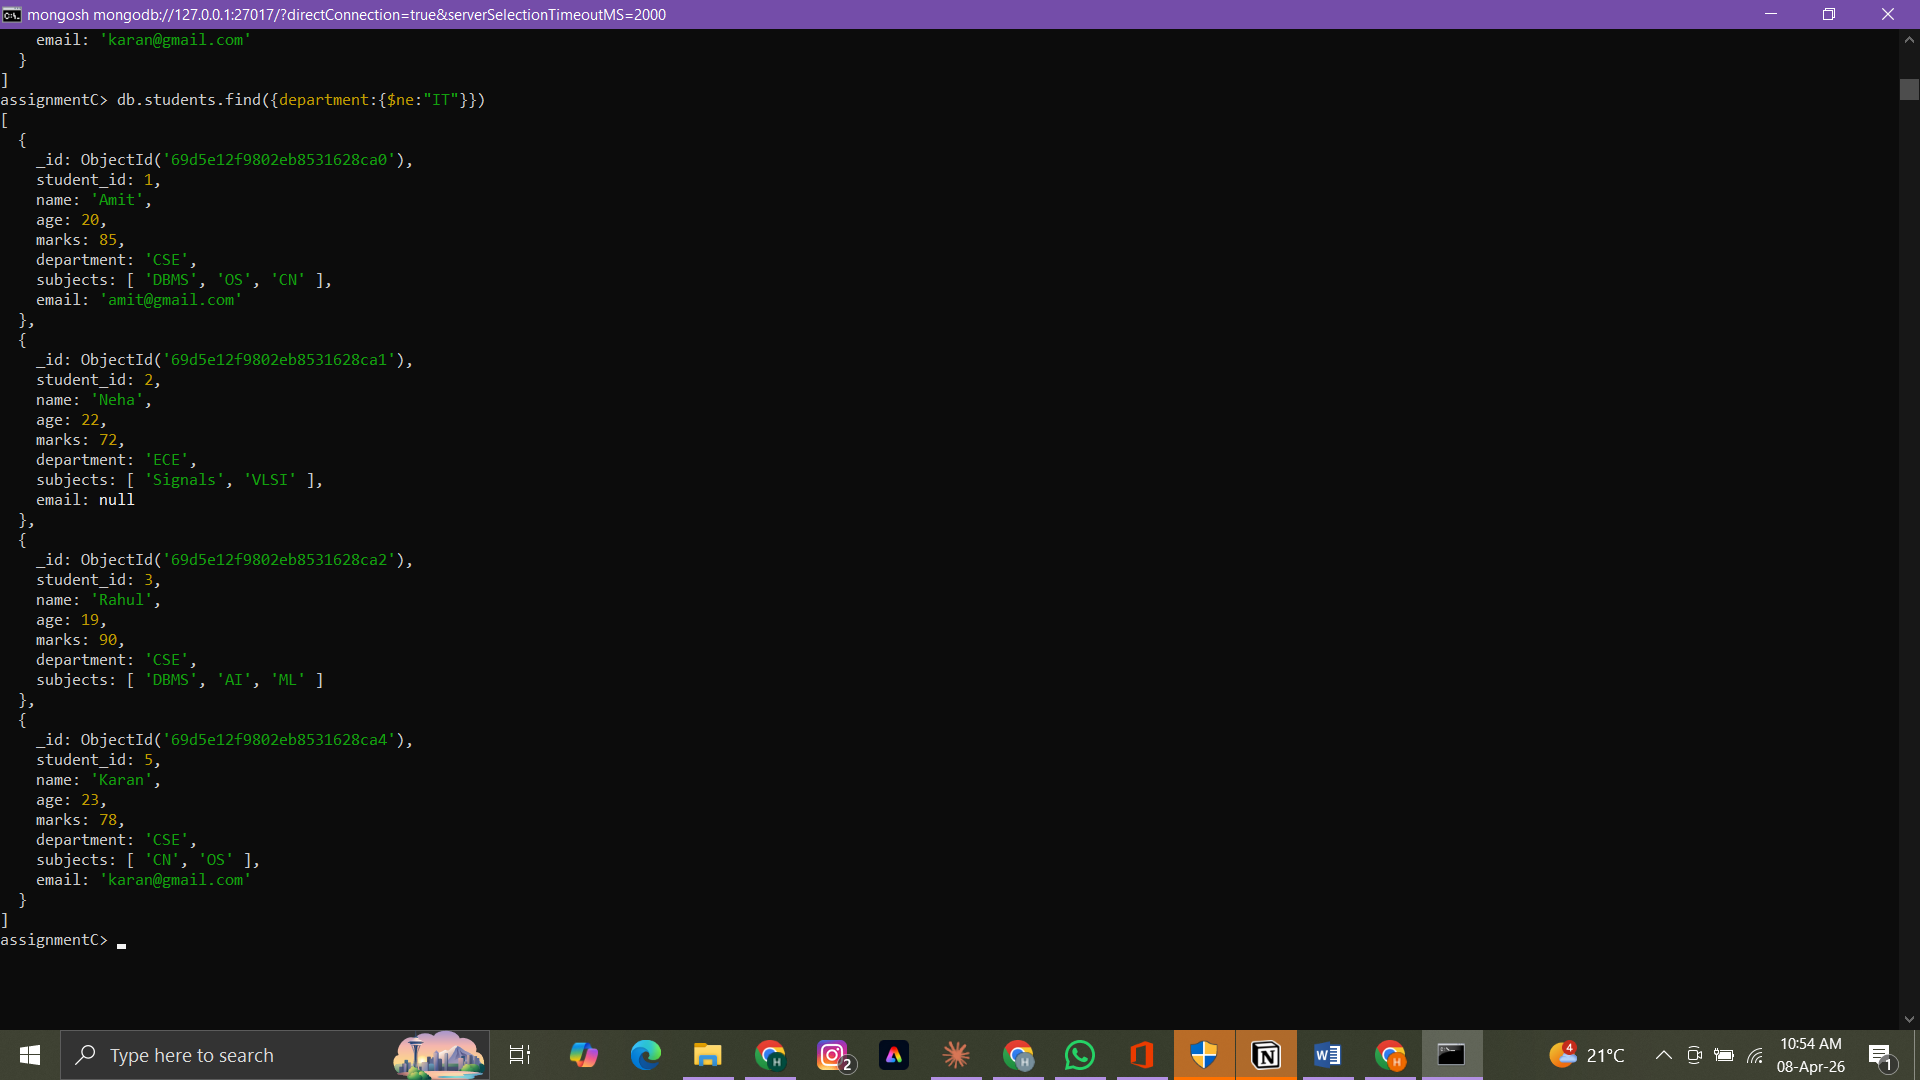 mongosh mongodb://127.0.0.1:27017/?directConnection=true&serverSelectionTimeoutMS=2000
    email: 'karan@gmail.com'
  }
]
assignmentC> db.students.find({department:{$ne:"IT"}})
[
  {
    _id: ObjectId('69d5e12f9802eb8531628ca0'),
    student_id: 1,
    name: 'Amit',
    age: 20,
    marks: 85,
    department: 'CSE',
    subjects: [ 'DBMS', 'OS', 'CN' ],
    email: 'amit@gmail.com'
  },
  {
    _id: ObjectId('69d5e12f9802eb8531628ca1'),
    student_id: 2,
    name: 'Neha',
    age: 22,
    marks: 72,
    department: 'ECE',
    subjects: [ 'Signals', 'VLSI' ],
    email: null
  },
  {
    _id: ObjectId('69d5e12f9802eb8531628ca2'),
    student_id: 3,
    name: 'Rahul',
    age: 19,
    marks: 90,
    department: 'CSE',
    subjects: [ 'DBMS', 'AI', 'ML' ]
  },
  {
    _id: ObjectId('69d5e12f9802eb8531628ca4'),
    student_id: 5,
    name: 'Karan',
    age: 23,
    marks: 78,
    department: 'CSE',
    subjects: [ 'CN', 'OS' ],
    email: 'karan@gmail.com'
  }
]
assignmentC>
Type here to search
2
4
21°C
10:54 AM
08-Apr-26
1